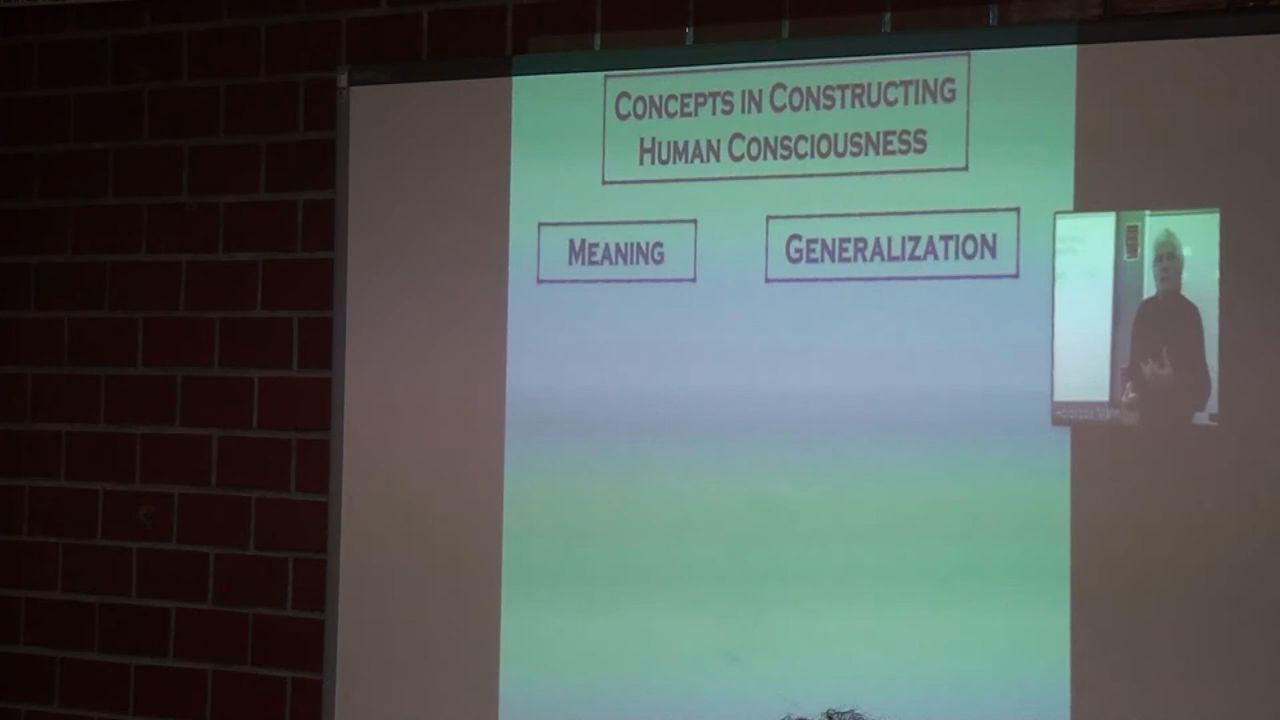 CONCEPTS IN CONSTRUCTING
HUMAN CONSCIOUSNESS
MEANING
GENERALIZATION